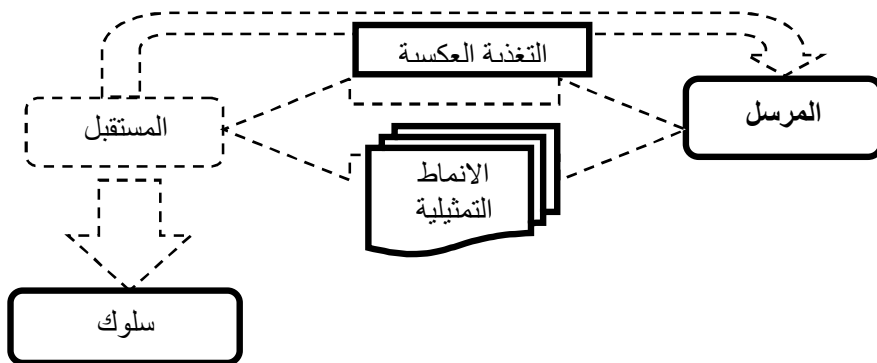 التغذية العكسية
المرسل
المستقبل
الانماط
التمثيلية
سلوك